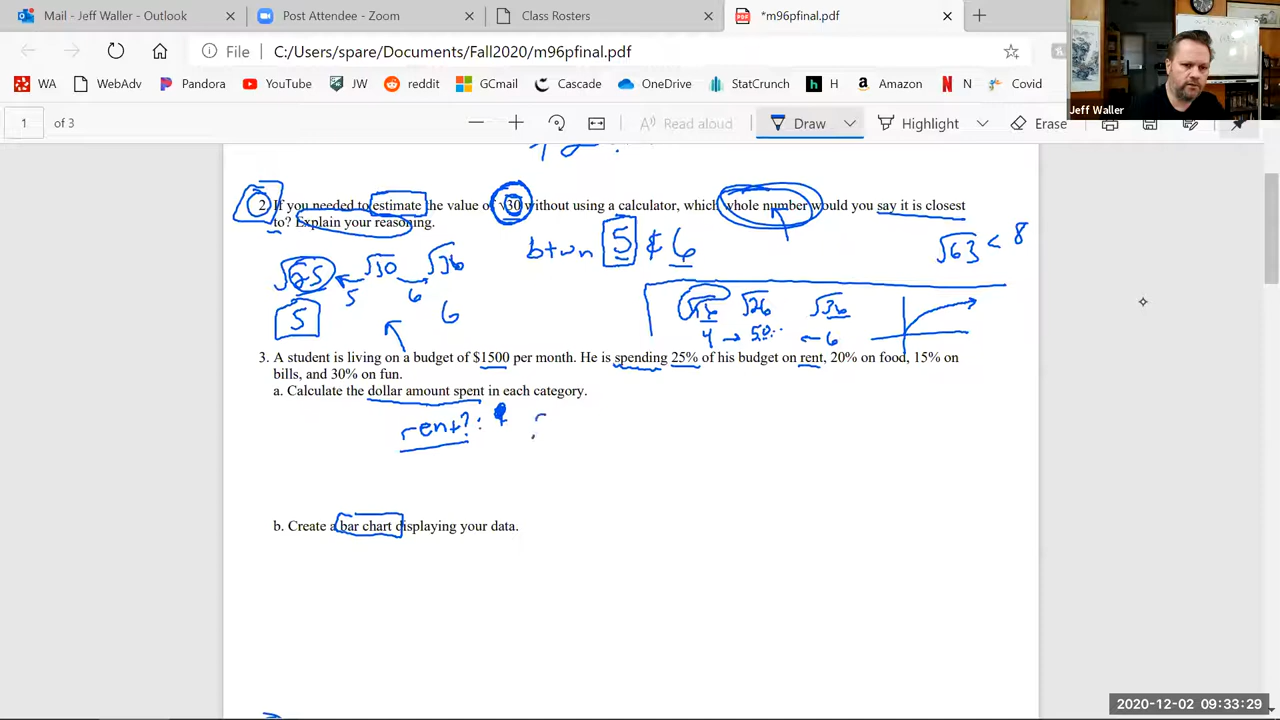 Mail - Jeff Waller - Outlook
Post Attendee - Zoom
Class Rosters
*m96pfinal.pdf
File
C:/Users/spare/Documents/Fall2020/m96pfinal.pdf
WA WebAdv Pandora YouTube JW reddit GCmail Cascade OneDrive StatCrunch H Amazon N Covid
Jeff Waller
1 of 3
Read aloud
Draw
Highlight
Erase
2. If you needed to estimate the value of √30 without using a calculator, which whole number would you say it is closest
to? Explain your reasoning.
btwn 5 & 6
√63 < 8
√25 √30 √36
5 6
5 6
√16 √26 √36
4 → 5.0... ← 6
3. A student is living on a budget of $1500 per month. He is spending 25% of his budget on rent, 20% on food, 15% on
bills, and 30% on fun.
a. Calculate the dollar amount spent in each category.
rent? :
b. Create a bar chart displaying your data.
2020-12-02 09:33:29